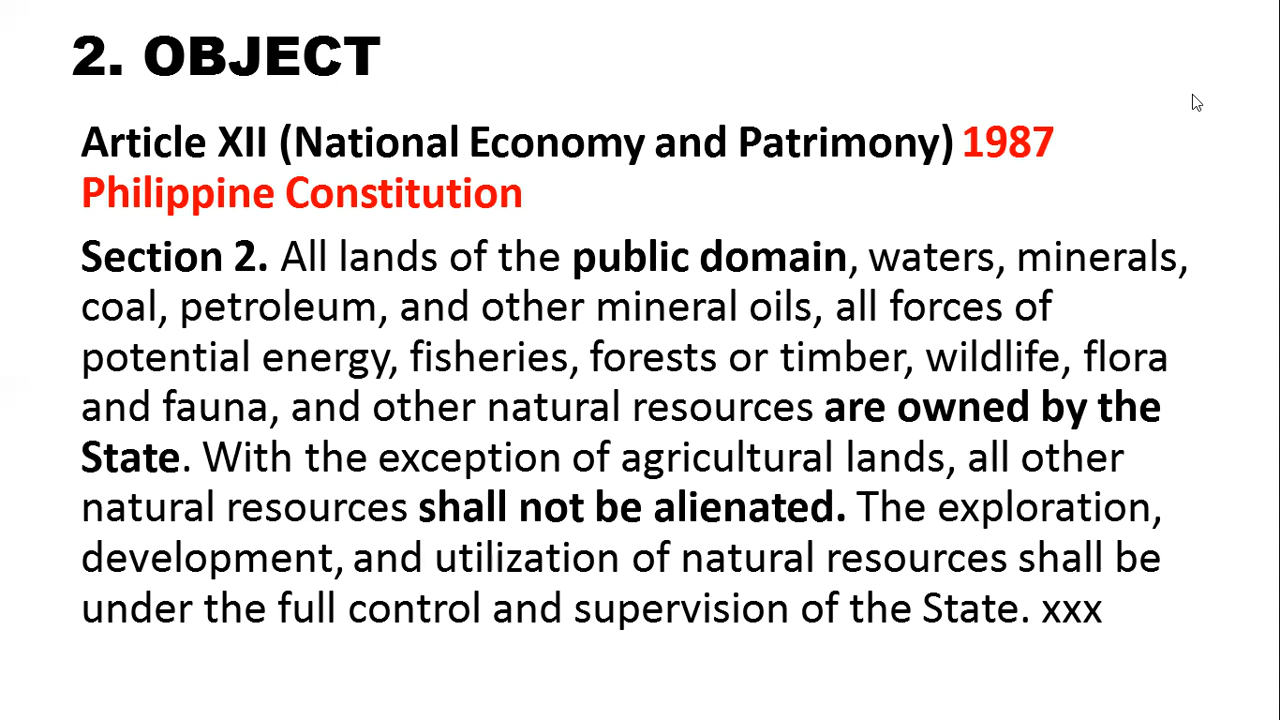 2. OBJECT
Article XII (National Economy and Patrimony) 1987
Philippine Constitution
Section 2. All lands of the public domain, waters, minerals,
coal, petroleum, and other mineral oils, all forces of
potential energy, fisheries, forests or timber, wildlife, flora
and fauna, and other natural resources are owned by the
State. With the exception of agricultural lands, all other
natural resources shall not be alienated. The exploration,
development, and utilization of natural resources shall be
under the full control and supervision of the State. xxx